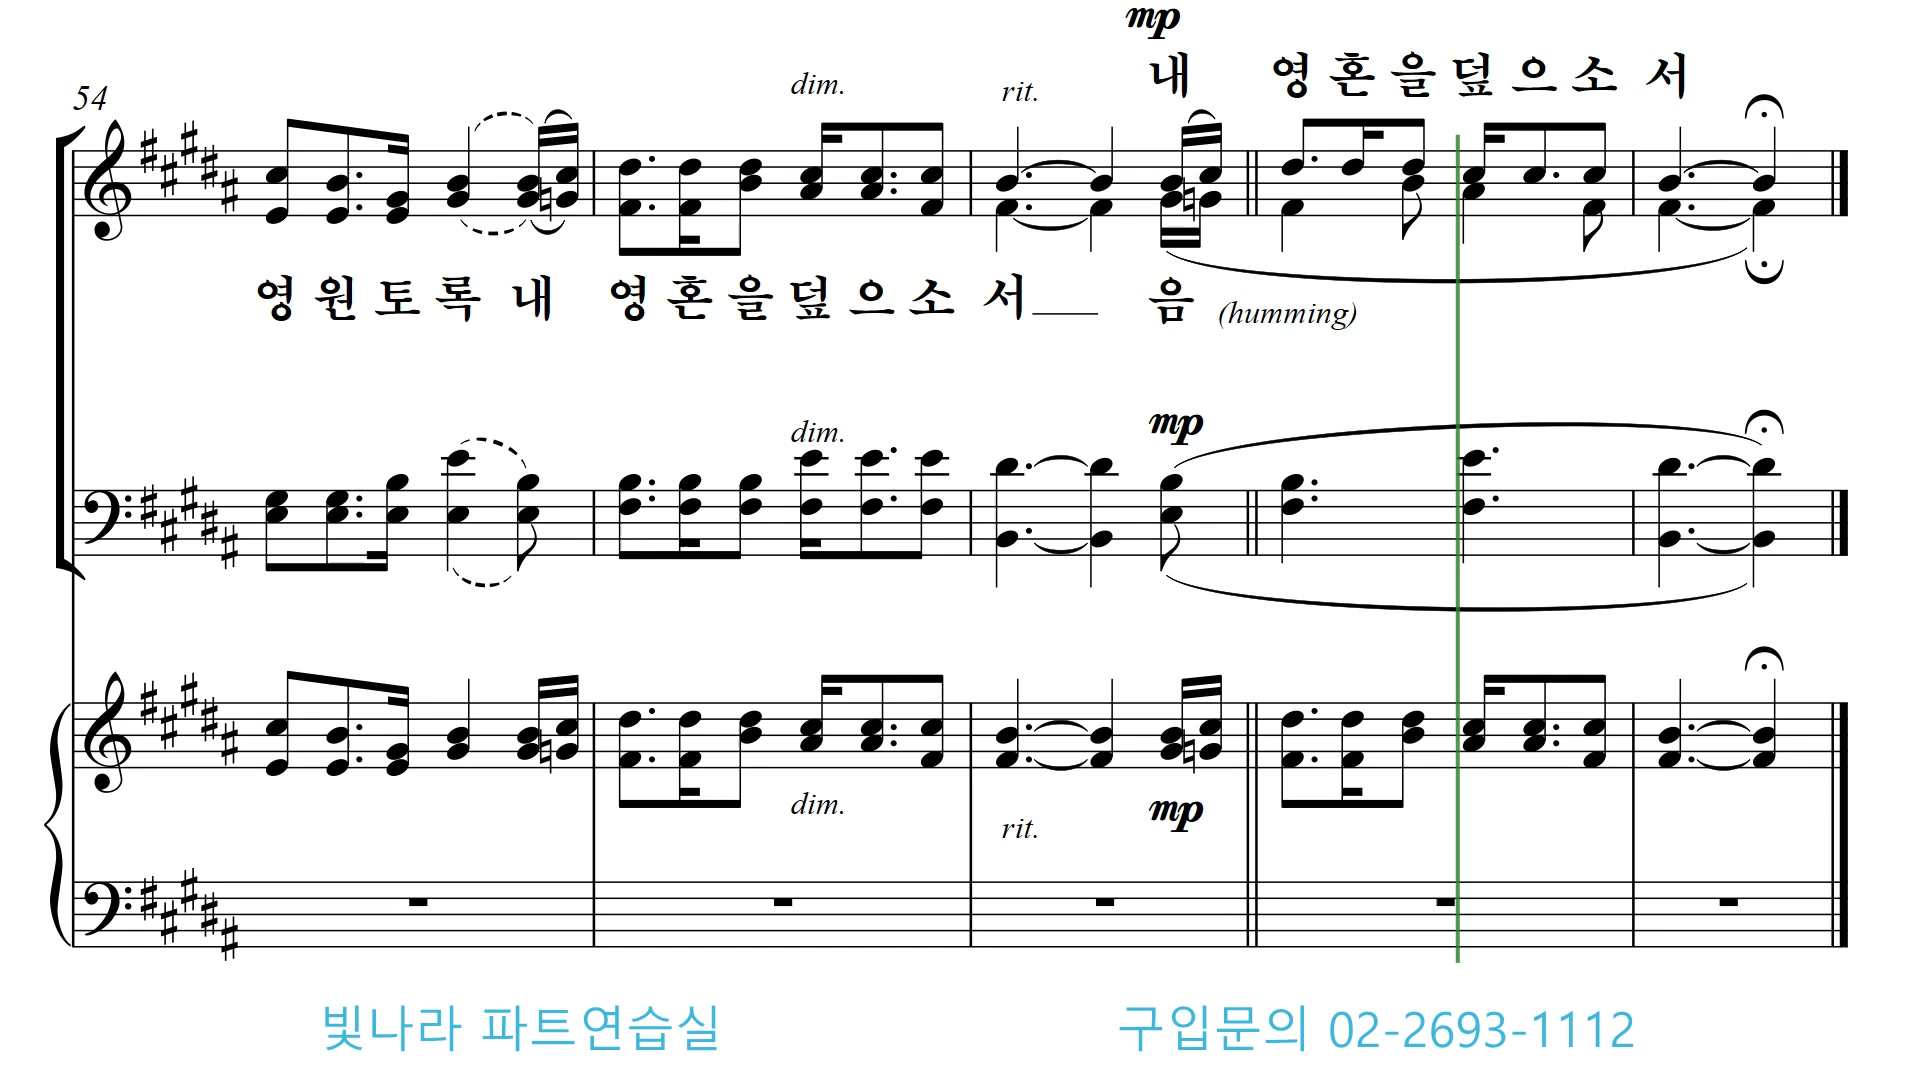 mp
내 영혼을덮으소 서
54
dim.
rit.
영원토록 내 영혼을덮으소 서 음 (humming)
dim.
mp
dim.
rit.
mp
빛나라 파트연습실
구입문의 02-2693-1112